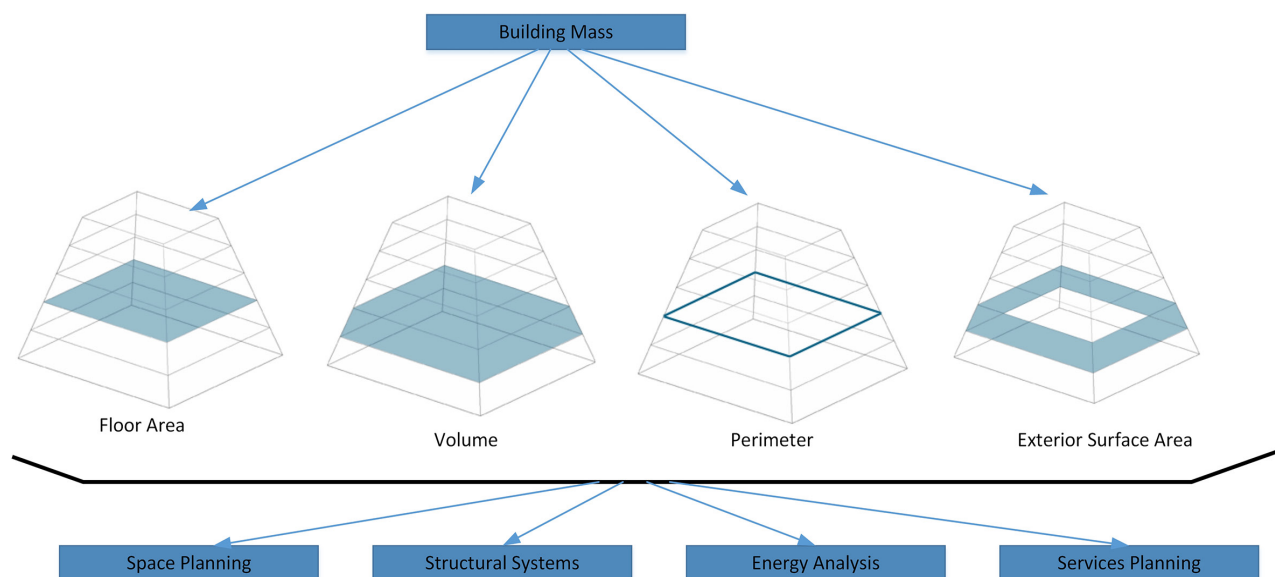 Building Mass
Floor Area
Volume
Perimeter
Exterior Surface Area
Space Planning
Structural Systems
Energy Analysis
Services Planning